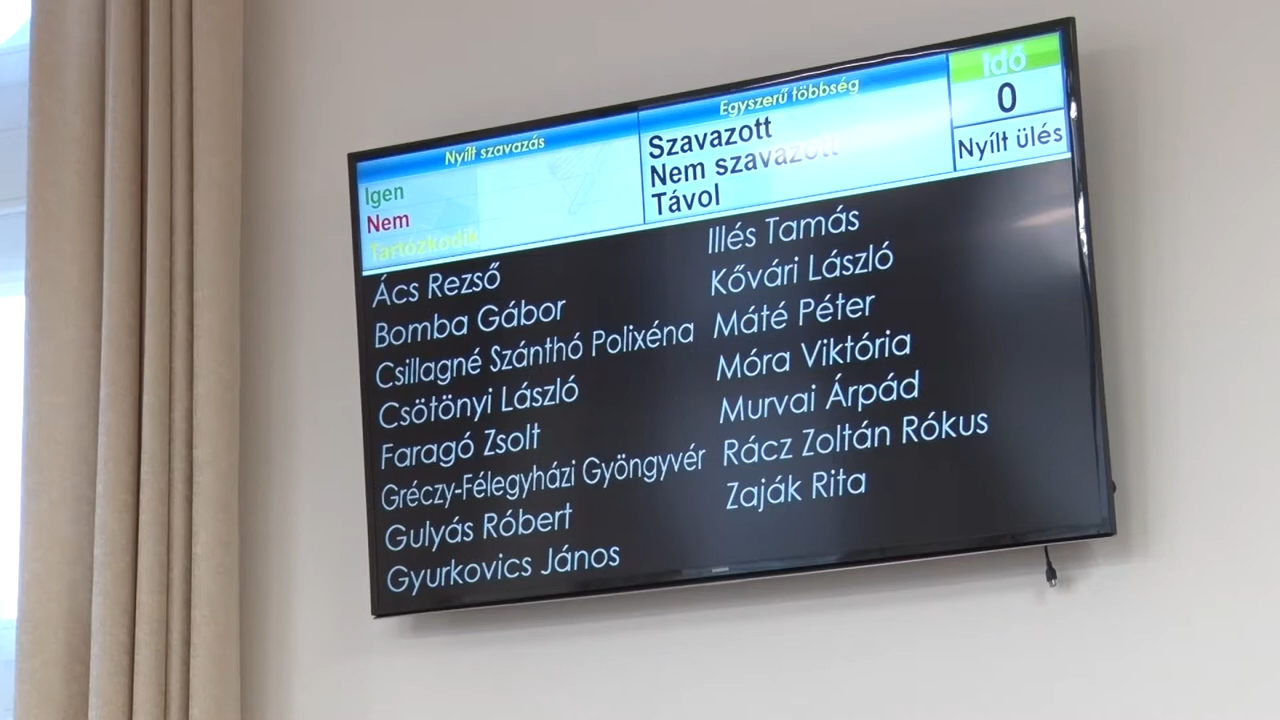 Nyílt szavazás
Igen
Nem
Tartózkodik
Egyszerű többség
Szavazott
Nem szavazott
Távol
Idő
0
Nyílt ülés
Ács Rezső
Bomba Gábor
Csillagné Szánthó Polixéna
Csötönyi László
Faragó Zsolt
Gréczy-Félegyházi Gyöngyvér
Gulyás Róbert
Gyurkovics János
Illés Tamás
Kővári László
Máté Péter
Móra Viktória
Murvai Árpád
Rácz Zoltán Rókus
Zaják Rita